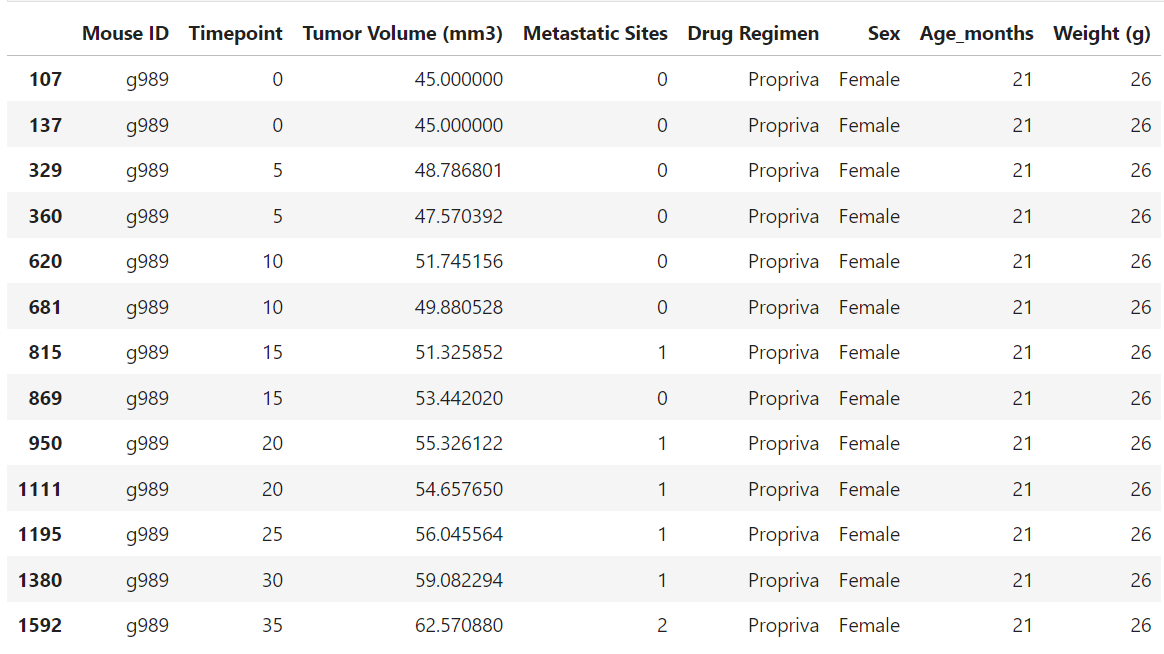 Mouse ID Timepoint Tumor Volume (mm3) Metastatic Sites Drug Regimen Sex Age_months Weight (g)
107 g989 0 45.000000 0 Propriva Female 21 26
137 g989 0 45.000000 0 Propriva Female 21 26
329 g989 5 48.786801 0 Propriva Female 21 26
360 g989 5 47.570392 0 Propriva Female 21 26
620 g989 10 51.745156 0 Propriva Female 21 26
681 g989 10 49.880528 0 Propriva Female 21 26
815 g989 15 51.325852 1 Propriva Female 21 26
869 g989 15 53.442020 0 Propriva Female 21 26
950 g989 20 55.326122 1 Propriva Female 21 26
1111 g989 20 54.657650 1 Propriva Female 21 26
1195 g989 25 56.045564 1 Propriva Female 21 26
1380 g989 30 59.082294 1 Propriva Female 21 26
1592 g989 35 62.570880 2 Propriva Female 21 26